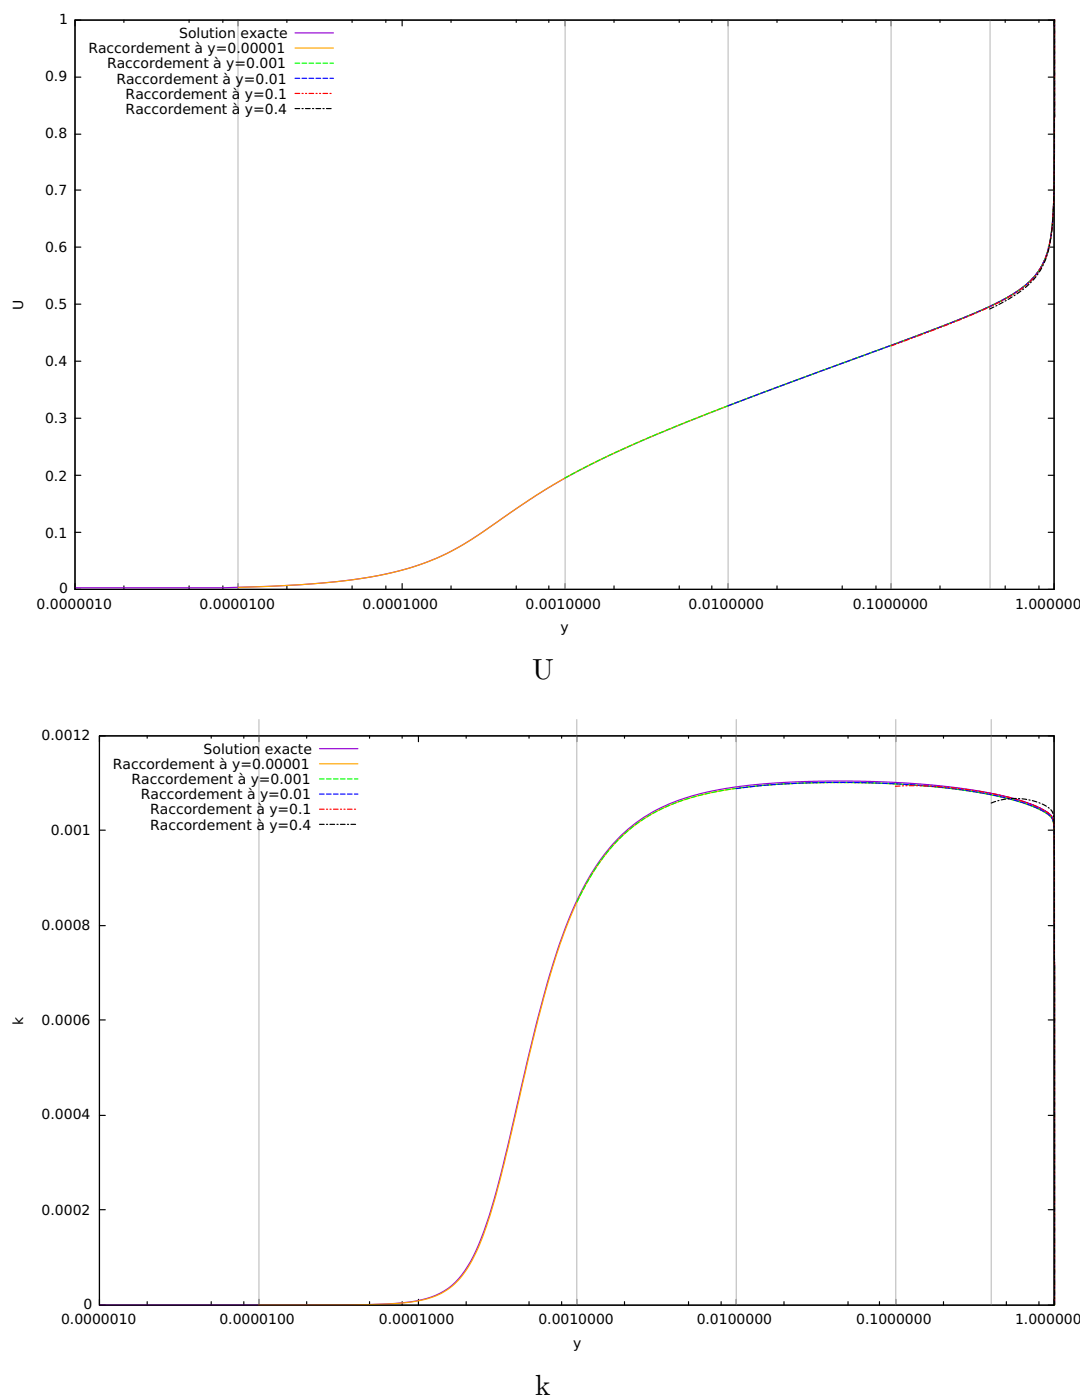 1
Solution exacte
Raccordement à y=0.00001
0.9
Raccordement à y=0.001
Raccordement à y=0.01
Raccordement à y=0.1
Raccordement à y=0.4
0.8
0.7
0.6
U
0.5
0.4
0.3
0.2
0.1
0
0.0000010 0.0000100 0.0001000 0.0010000 0.0100000 0.1000000 1.000000
y
U
0.0012
Solution exacte
Raccordement à y=0.00001
Raccordement à y=0.001
Raccordement à y=0.01
Raccordement à y=0.1
Raccordement à y=0.4
0.001
0.0008
k
0.0006
0.0004
0.0002
0
0.0000010 0.0000100 0.0001000 0.0010000 0.0100000 0.1000000 1.000000
y
k